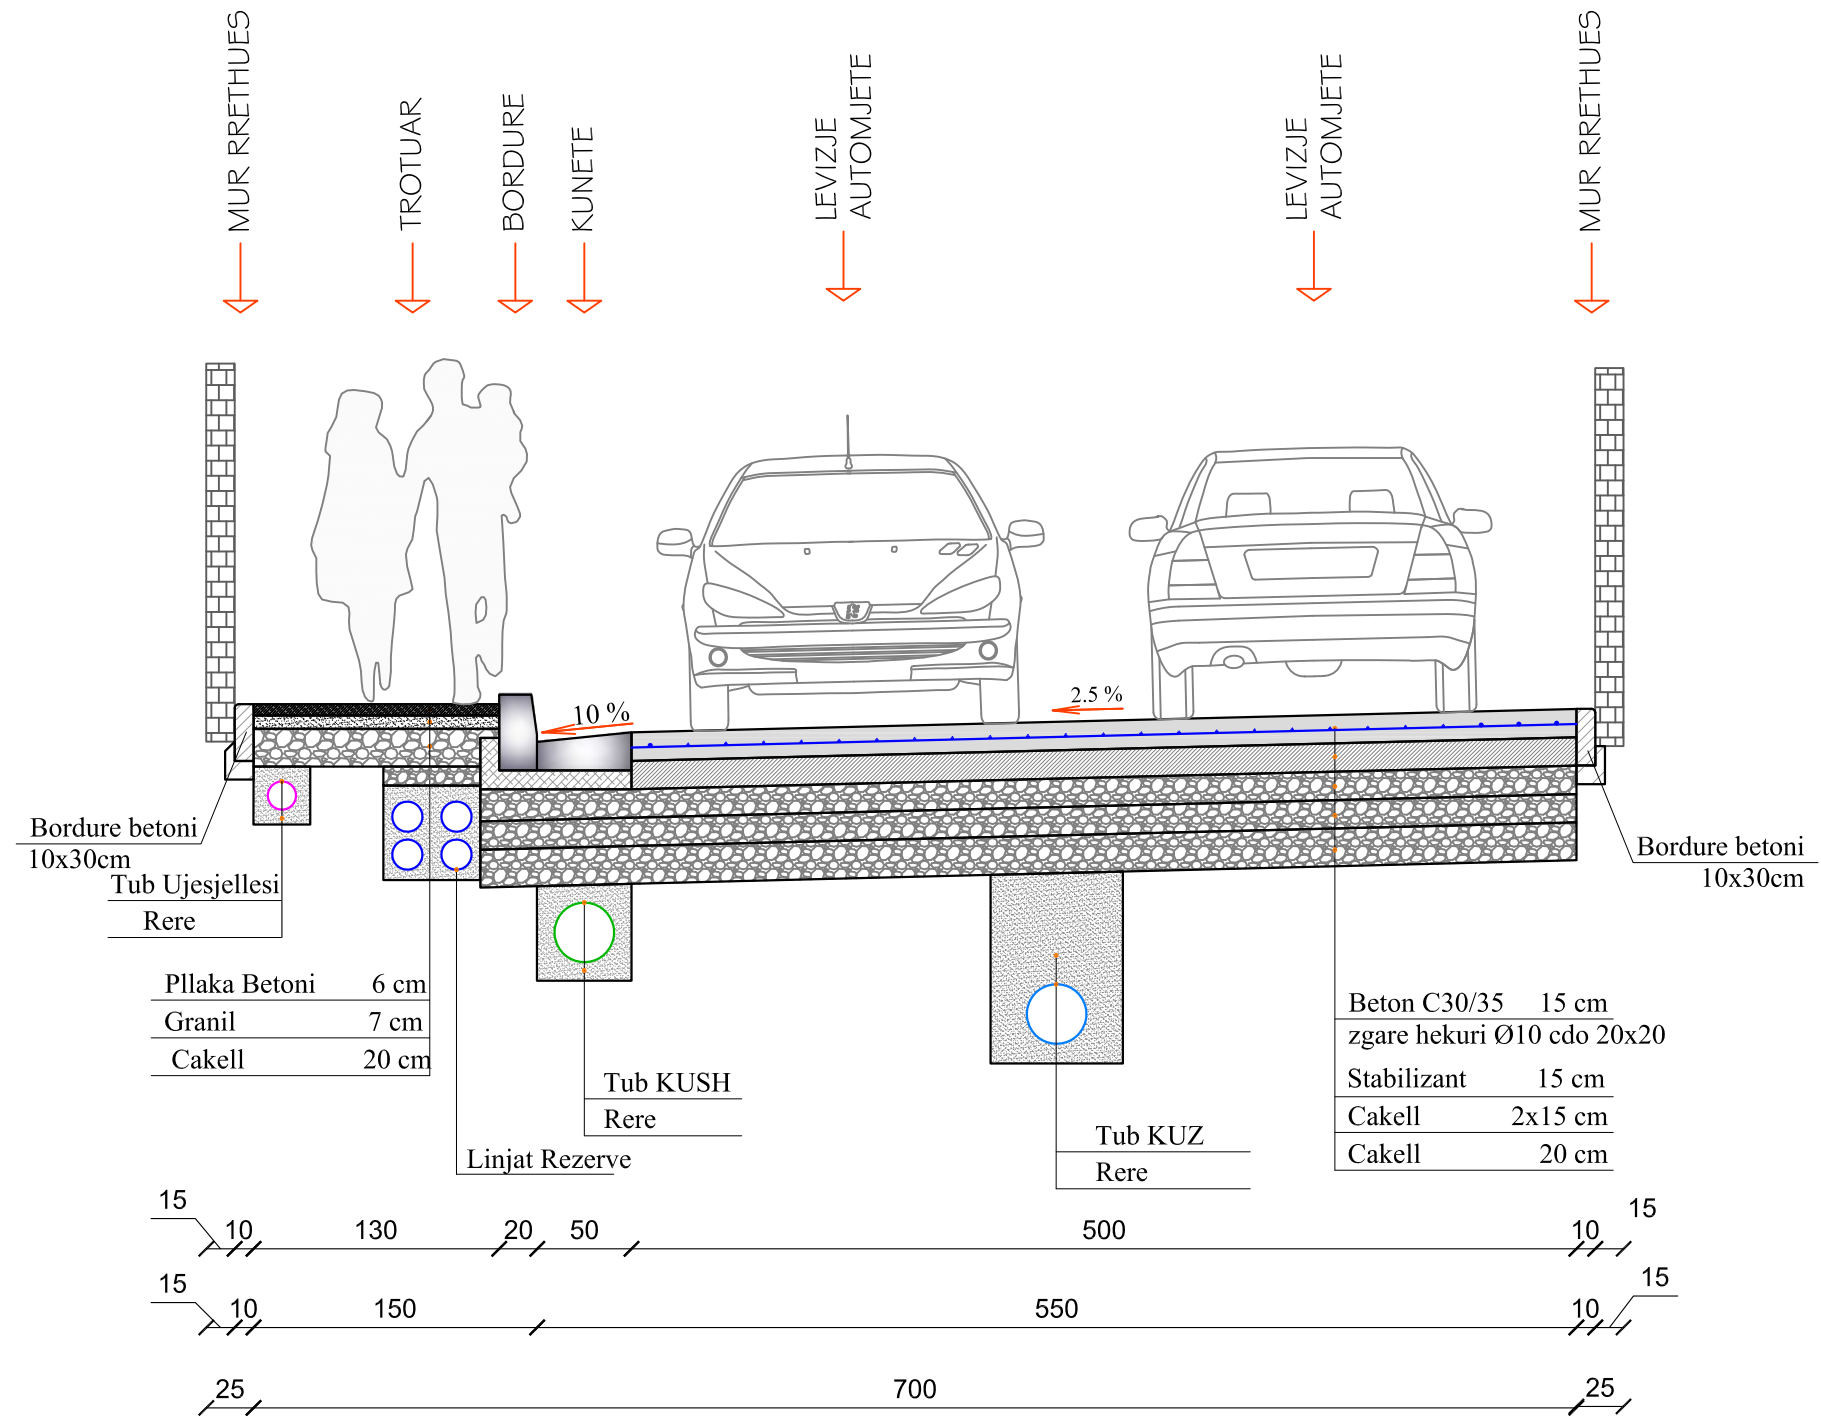 MUR RRETHUES
TROTUAR
BORDURE
KUNETE
LEVIZJE
AUTOMJETE
LEVIZJE
AUTOMJETE
MUR RRETHUES
10 %
2.5 %
Bordure betoni
10x30cm
Tub Ujesjellesi
Rere
Pllaka Betoni 6 cm
Granil 7 cm
Cakell 20 cm
Tub KUSH
Rere
Linjat Rezerve
Tub KUZ
Rere
Bordure betoni
10x30cm
Beton C30/35 15 cm
zgare hekuri Ø10 cdo 20x20
Stabilizant 15 cm
Cakell 2x15 cm
Cakell 20 cm
15 10 130 20 50 500 10 15
15 10 150 550 10 15
25 700 25